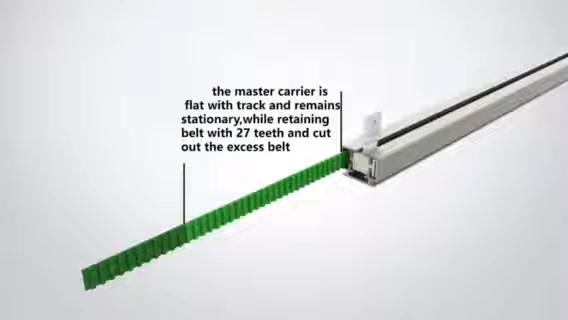 the master carrier is
flat with track and remains
stationary,while retaining
belt with 27 teeth and cut
out the excess belt